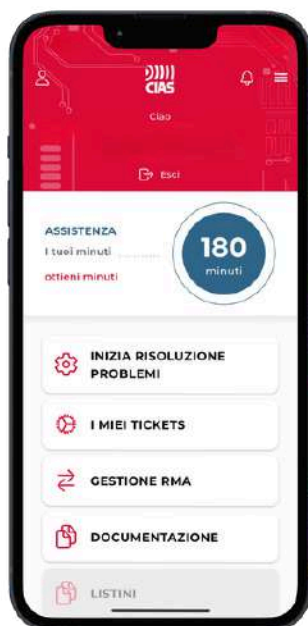 CIAS
Ciao
Esci
ASSISTENZA
I tuoi minuti
180
minuti
ottieni minuti
INIZIA RISOLUZIONE
PROBLEMI
I MIEI TICKETS
GESTIONE RMA
DOCUMENTAZIONE
LISTINI